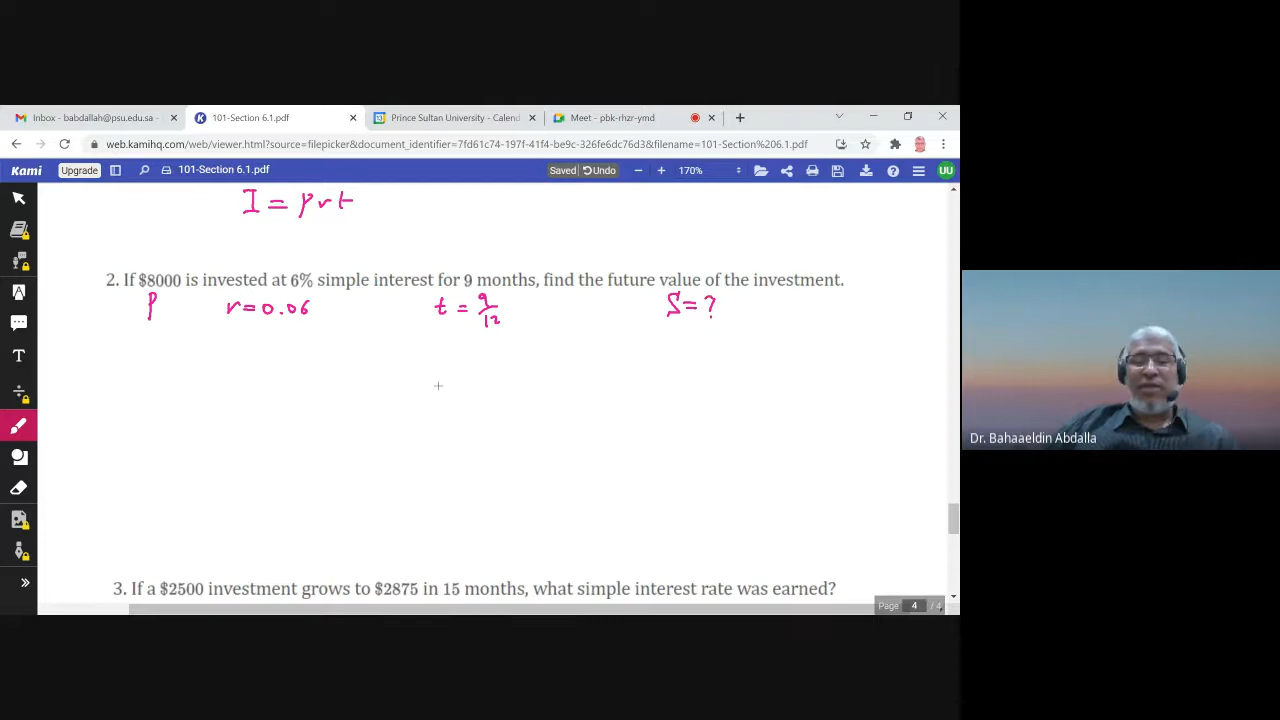 Inbox - babdallah@psu.edu.sa -
101-Section 6.1.pdf
Prince Sultan University - Calend
Meet - pbk-rhzr-ymd
web.kamihq.com/web/viewer.html?source=filepicker&document_identifier=7fd61c74-197f-41f4-be9c-326fe6dc76d3&filename=101-Section%206.1.pdf
Kami Upgrade 101-Section 6.1.pdf Saved Undo 170% UU
I = prt
2. If $8000 is invested at 6% simple interest for 9 months, find the future value of the investment.
P r = 0.06 t = 9/12 S = ?
3. If a $2500 investment grows to $2875 in 15 months, what simple interest rate was earned?
Page 4 / 4
Dr. Bahaaeldin Abdalla